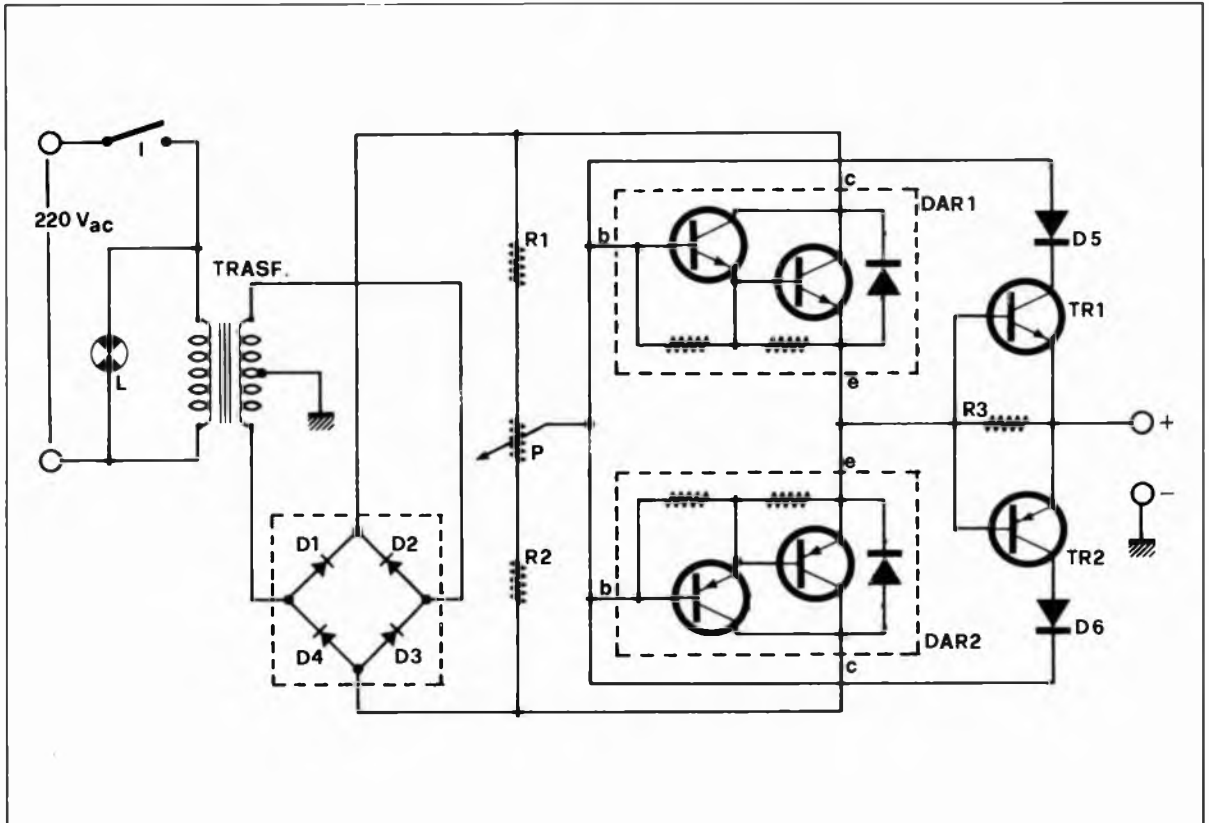 I
220 Vac
TRASF.
L
D1
D2
D4
D3
R1
P
R2
c
DAR1
b
e
e
b
c
DAR2
D5
TR1
R3
+
−
TR2
D6